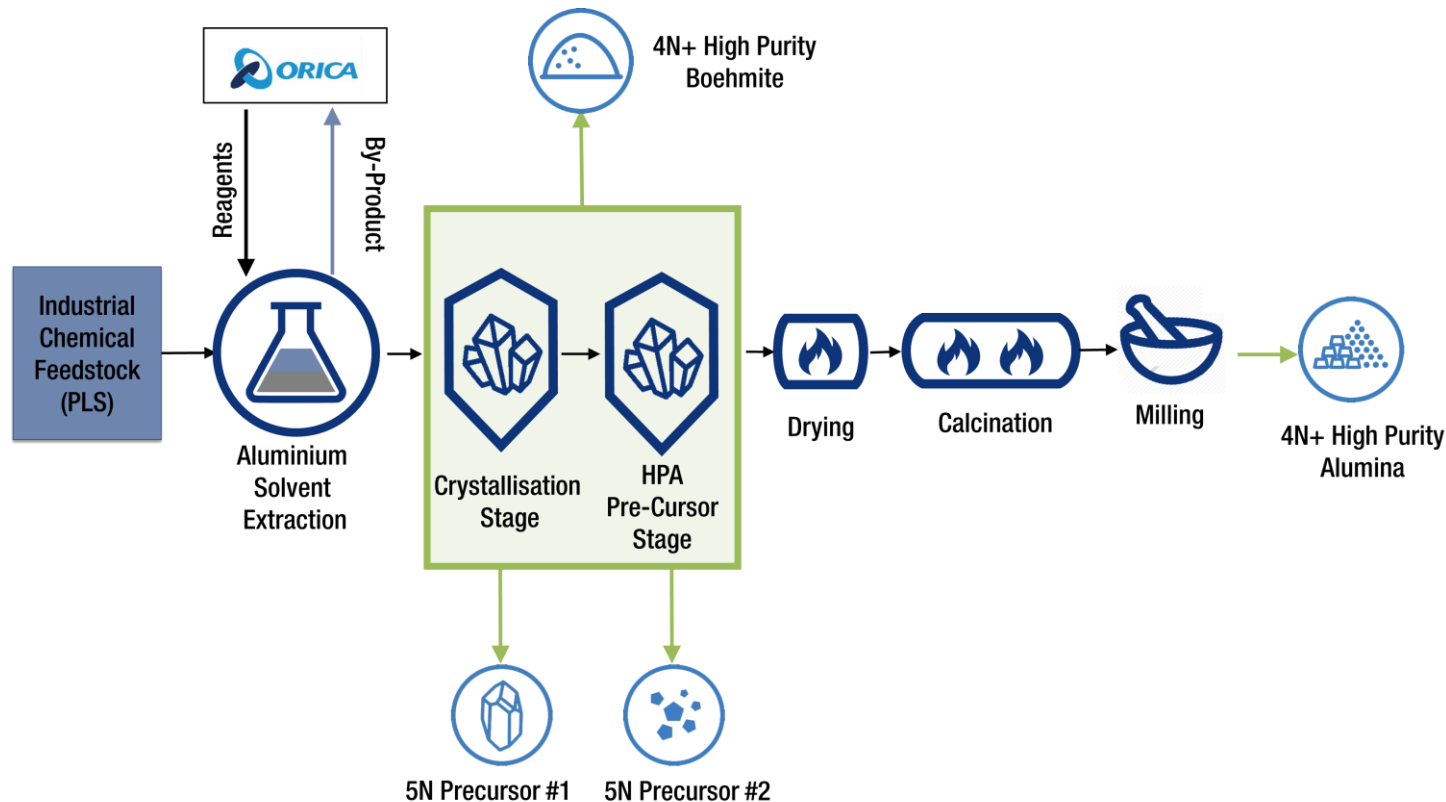 ORICA
4N+ High Purity
Boehmite
Reagents
By-Product
Industrial
Chemical
Feedstock
(PLS)
Aluminium
Solvent
Extraction
Crystallisation
Stage
HPA
Pre-Cursor
Stage
Drying
Calcination
Milling
4N+ High Purity
Alumina
5N Precursor #1
5N Precursor #2